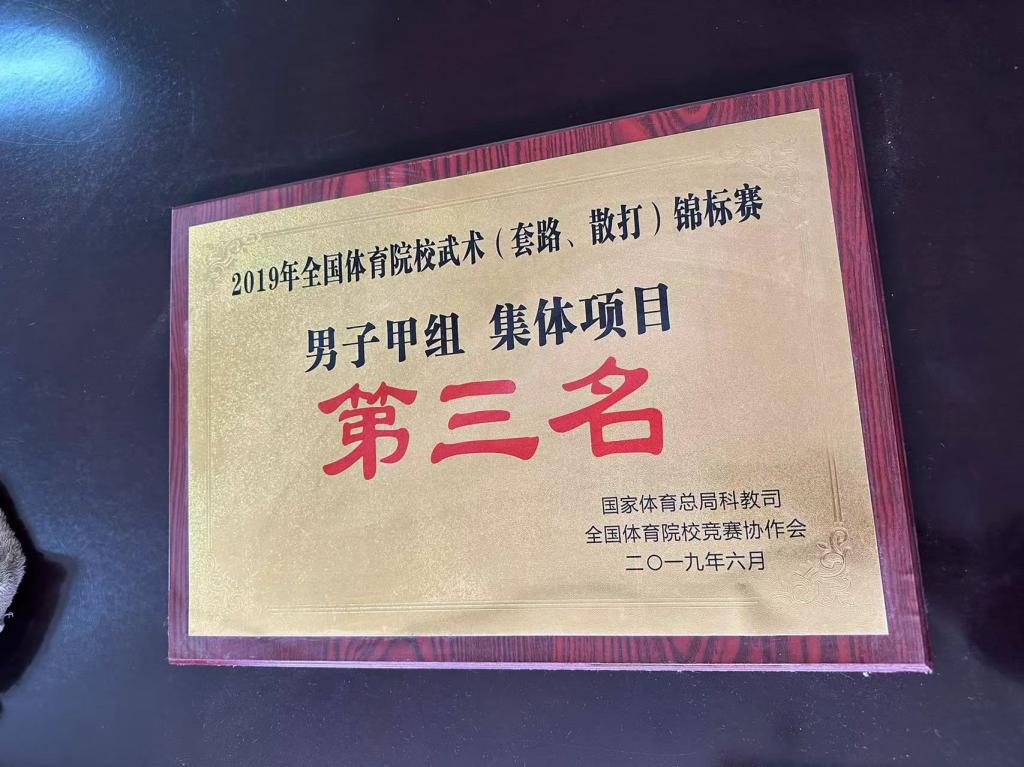 2019年全国体育院校武术（套路、散打）锦标赛
男子甲组 集体项目
第三名
国家体育总局科教司
全国体育院校竞赛协作会
二〇一九年六月